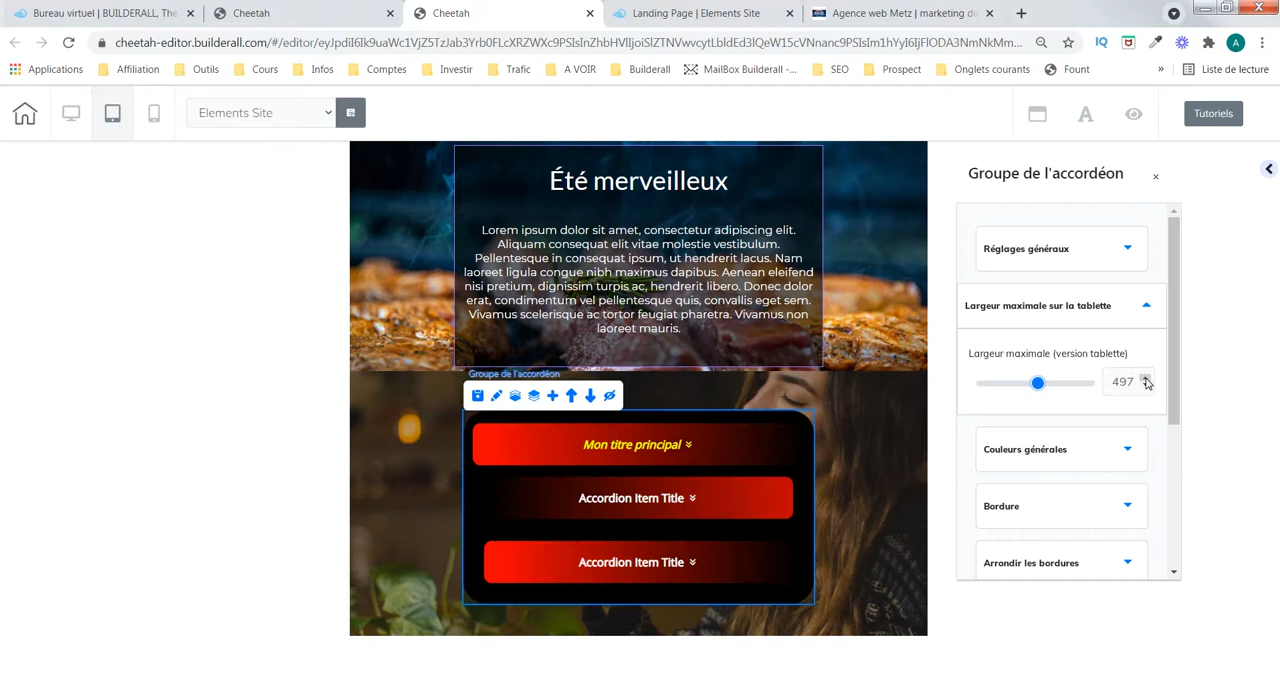 Bureau virtuel | BUILDERALL, The
Cheetah
Cheetah
Landing Page | Elements Site
Agence web Metz | marketing di
cheetah-editor.builderall.com/#/editor/eyJpdiI6Ik9uaWc1VjZ5TzJab3Yrb0FLcXRZWXc9PSIsInZhbHVlIjoiSlZTNVwvcytLbldEd3lQeW15cVNnanc9PSIsIm1hYyI6IjFlODA3NmNkMm...
IQ
A
Applications
Affiliation
Outils
Cours
Infos
Comptes
Investir
Trafic
A VOIR
Builderall
MailBox Builderall -...
SEO
Prospect
Onglets courants
Fount
»
Liste de lecture
Elements Site
A
Tutoriels
Été merveilleux
Lorem ipsum dolor sit amet, consectetur adipiscing elit.
Aliquam consequat elit vitae molestie vestibulum.
Pellentesque in consequat ipsum, ut hendrerit lacus. Nam
laoreet ligula congue nibh maximus dapibus. Aenean eleifend
nisi pretium, dignissim turpis ac, hendrerit libero. Donec dolor
erat, condimentum vel pellentesque quis, convallis eget sem.
Vivamus scelerisque ac tortor feugiat pharetra. Vivamus non
laoreet mauris.
Groupe de l'accordéon
Mon titre principal
Accordion Item Title
Accordion Item Title
Groupe de l'accordéon
Réglages généraux
Largeur maximale sur la tablette
Largeur maximale (version tablette)
497
Couleurs générales
Bordure
Arrondir les bordures